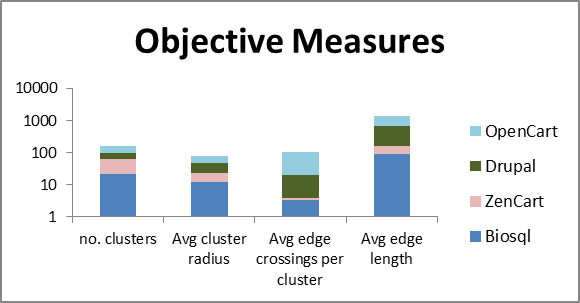 Objective Measures
10000
1000
100
10
1
no. clusters
Avg cluster
radius
Avg edge
crossings per
cluster
Avg edge
length
OpenCart
Drupal
ZenCart
Biosql